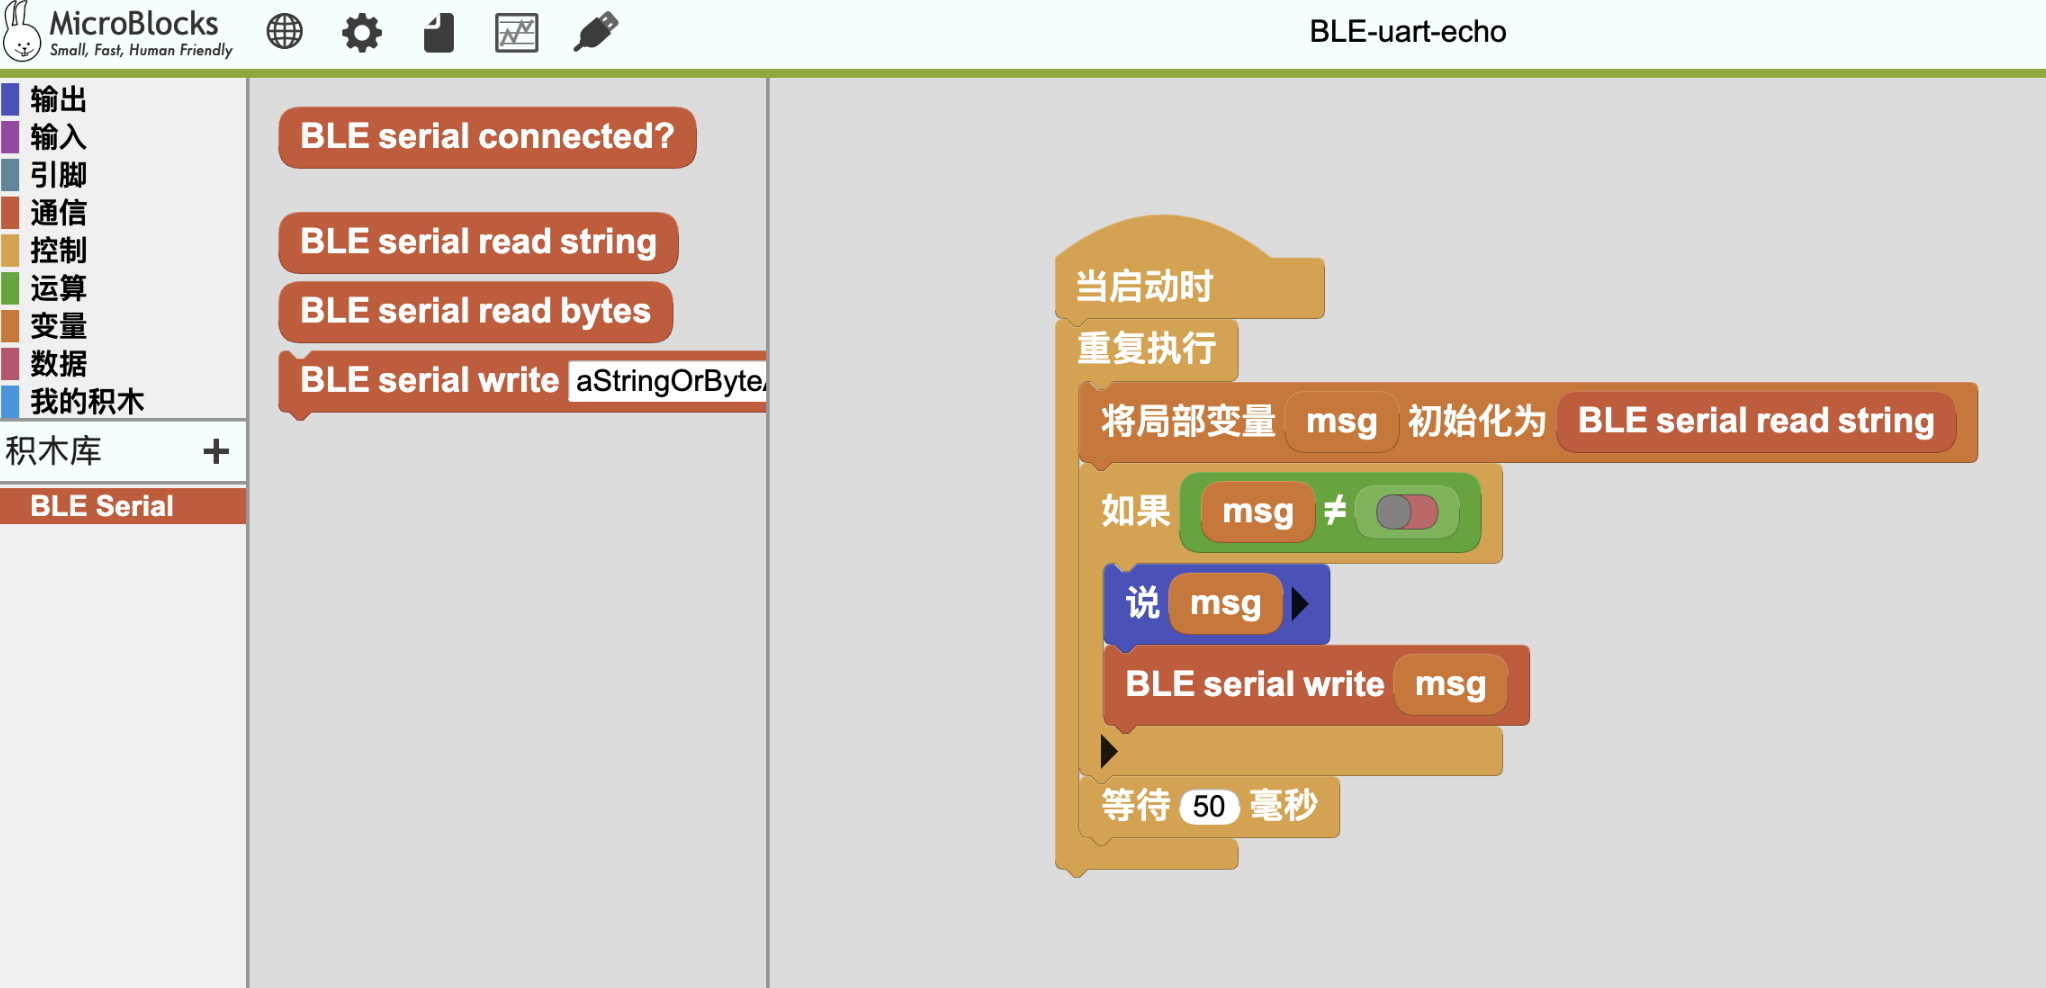 MicroBlocks
Small, Fast, Human Friendly
BLE-uart-echo
输出
输入
引脚
通信
控制
运算
变量
数据
我的积木
积木库 +
BLE Serial
BLE serial connected?
BLE serial read string
BLE serial read bytes
BLE serial write aStringOrByteA
当启动时
重复执行
将局部变量 msg 初始化为 BLE serial read string
如果 msg ≠
说 msg
BLE serial write msg
等待 50 毫秒